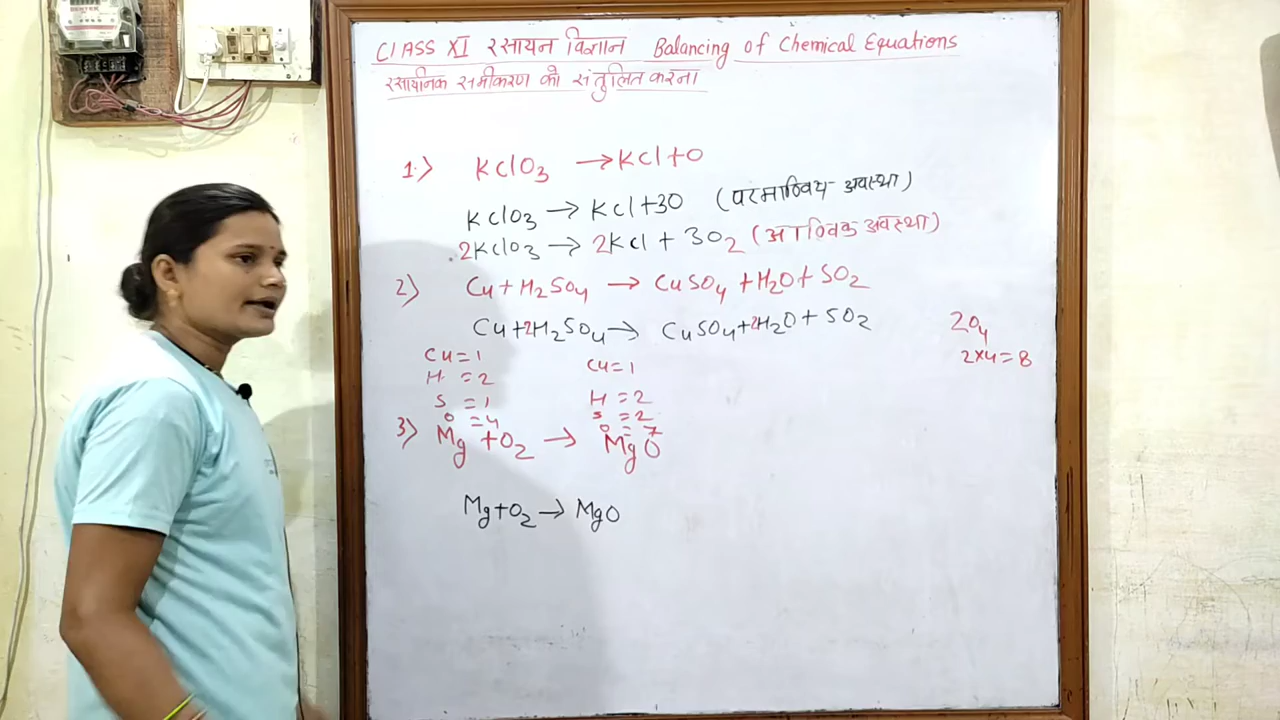 CLASS XI रसायन विज्ञान Balancing of Chemical Equations
रसायनिक समीकरण को संतुलित करना
1.) KClO3 → KCl + O
KClO3 → KCl + 3O (परमाण्विय अवस्था)
2KClO3 → 2KCl + 3O2 (आण्विक अवस्था)
2) Cu + H2SO4 → CuSO4 + H2O + SO2
Cu + 2H2SO4 → CuSO4 + 2H2O + SO2
2O4
2×4 = 8
Cu = 1 Cu = 1
H = 2 H = 2
S = 1 S = 2
O = 4 O = 7
3) Mg + O2 → MgO
Mg + O2 → MgO